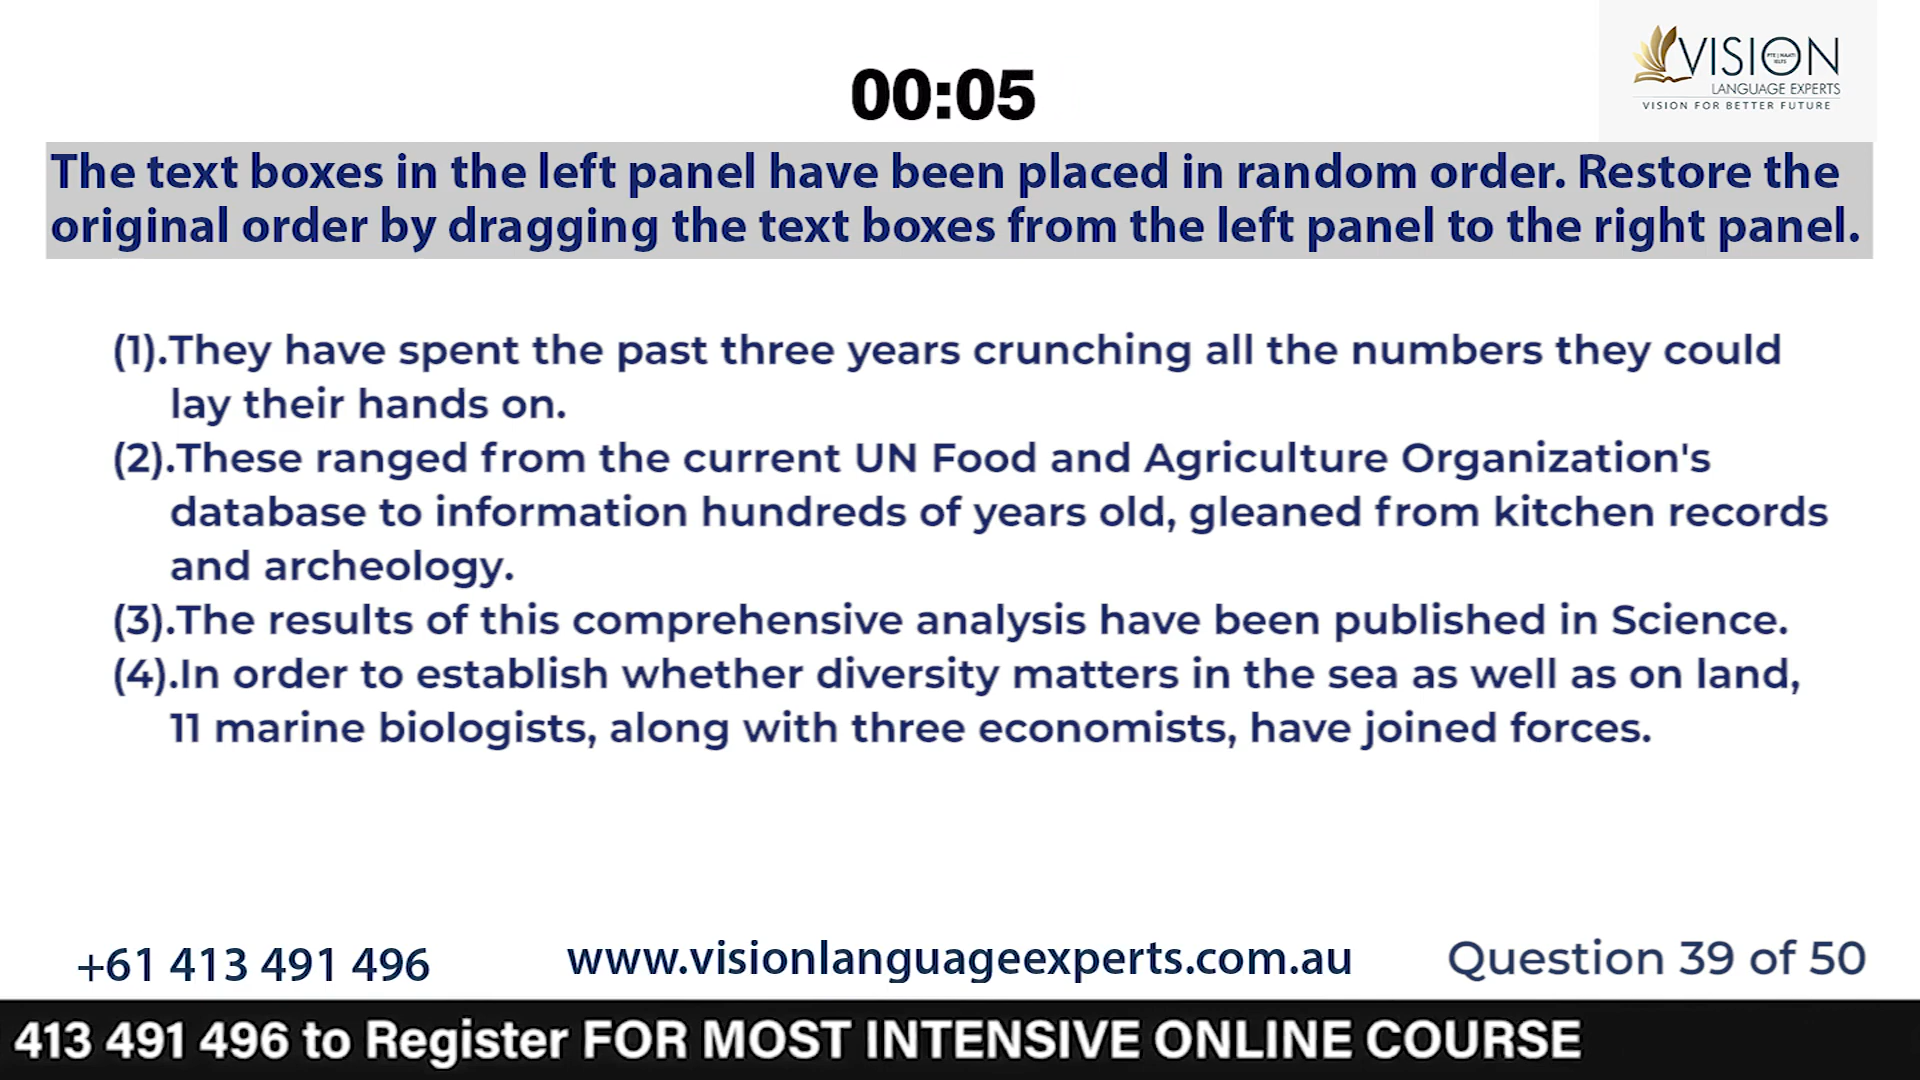 VISION
PTE | NAATI
IELTS
LANGUAGE EXPERTS
VISION FOR BETTER FUTURE
00:05
The text boxes in the left panel have been placed in random order. Restore the
original order by dragging the text boxes from the left panel to the right panel.
(1).They have spent the past three years crunching all the numbers they could
lay their hands on.
(2).These ranged from the current UN Food and Agriculture Organization's
database to information hundreds of years old, gleaned from kitchen records
and archeology.
(3).The results of this comprehensive analysis have been published in Science.
(4).In order to establish whether diversity matters in the sea as well as on land,
11 marine biologists, along with three economists, have joined forces.
+61 413 491 496
www.visionlanguageexperts.com.au
Question 39 of 50
413 491 496 to Register FOR MOST INTENSIVE ONLINE COURSE